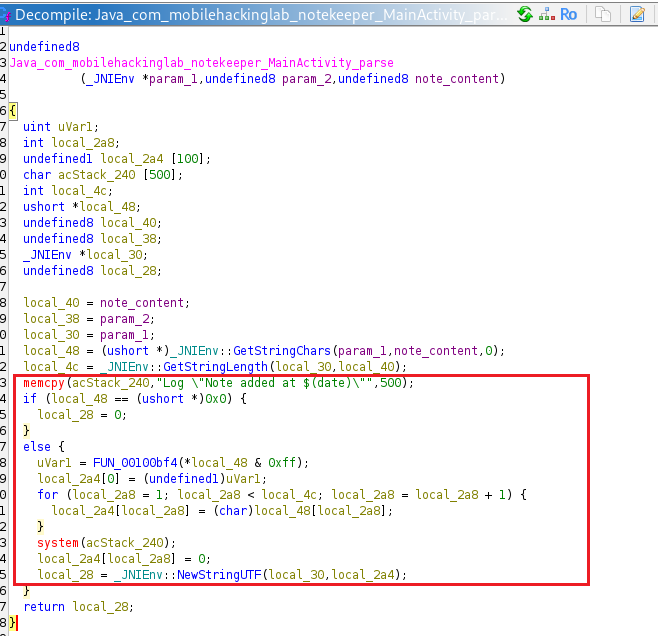 Decompile: Java_com_mobilehackinglab_notekeeper_MainActivity_par... Ro
1
2 undefined8
3 Java_com_mobilehackinglab_notekeeper_MainActivity_parse
4 (_JNIEnv *param_1,undefined8 param_2,undefined8 note_content)
5
6 {
7 uint uVar1;
8 int local_2a8;
9 undefined1 local_2a4 [100];
0 char acStack_240 [500];
1 int local_4c;
2 ushort *local_48;
3 undefined8 local_40;
4 undefined8 local_38;
5 _JNIEnv *local_30;
6 undefined8 local_28;
7
8 local_40 = note_content;
9 local_38 = param_2;
0 local_30 = param_1;
1 local_48 = (ushort *)_JNIEnv::GetStringChars(param_1,note_content,0);
2 local_4c = _JNIEnv::GetStringLength(local_30,local_40);
3 memcpy(acStack_240,"Log \"Note added at $(date)\"",500);
4 if (local_48 == (ushort *)0x0) {
5 local_28 = 0;
6 }
7 else {
8 uVar1 = FUN_00100bf4(*local_48 & 0xff);
9 local_2a4[0] = (undefined1)uVar1;
0 for (local_2a8 = 1; local_2a8 < local_4c; local_2a8 = local_2a8 + 1) {
1 local_2a4[local_2a8] = (char)local_48[local_2a8];
2 }
3 system(acStack_240);
4 local_2a4[local_2a8] = 0;
5 local_28 = _JNIEnv::NewStringUTF(local_30,local_2a4);
6 }
7 return local_28;
8 }